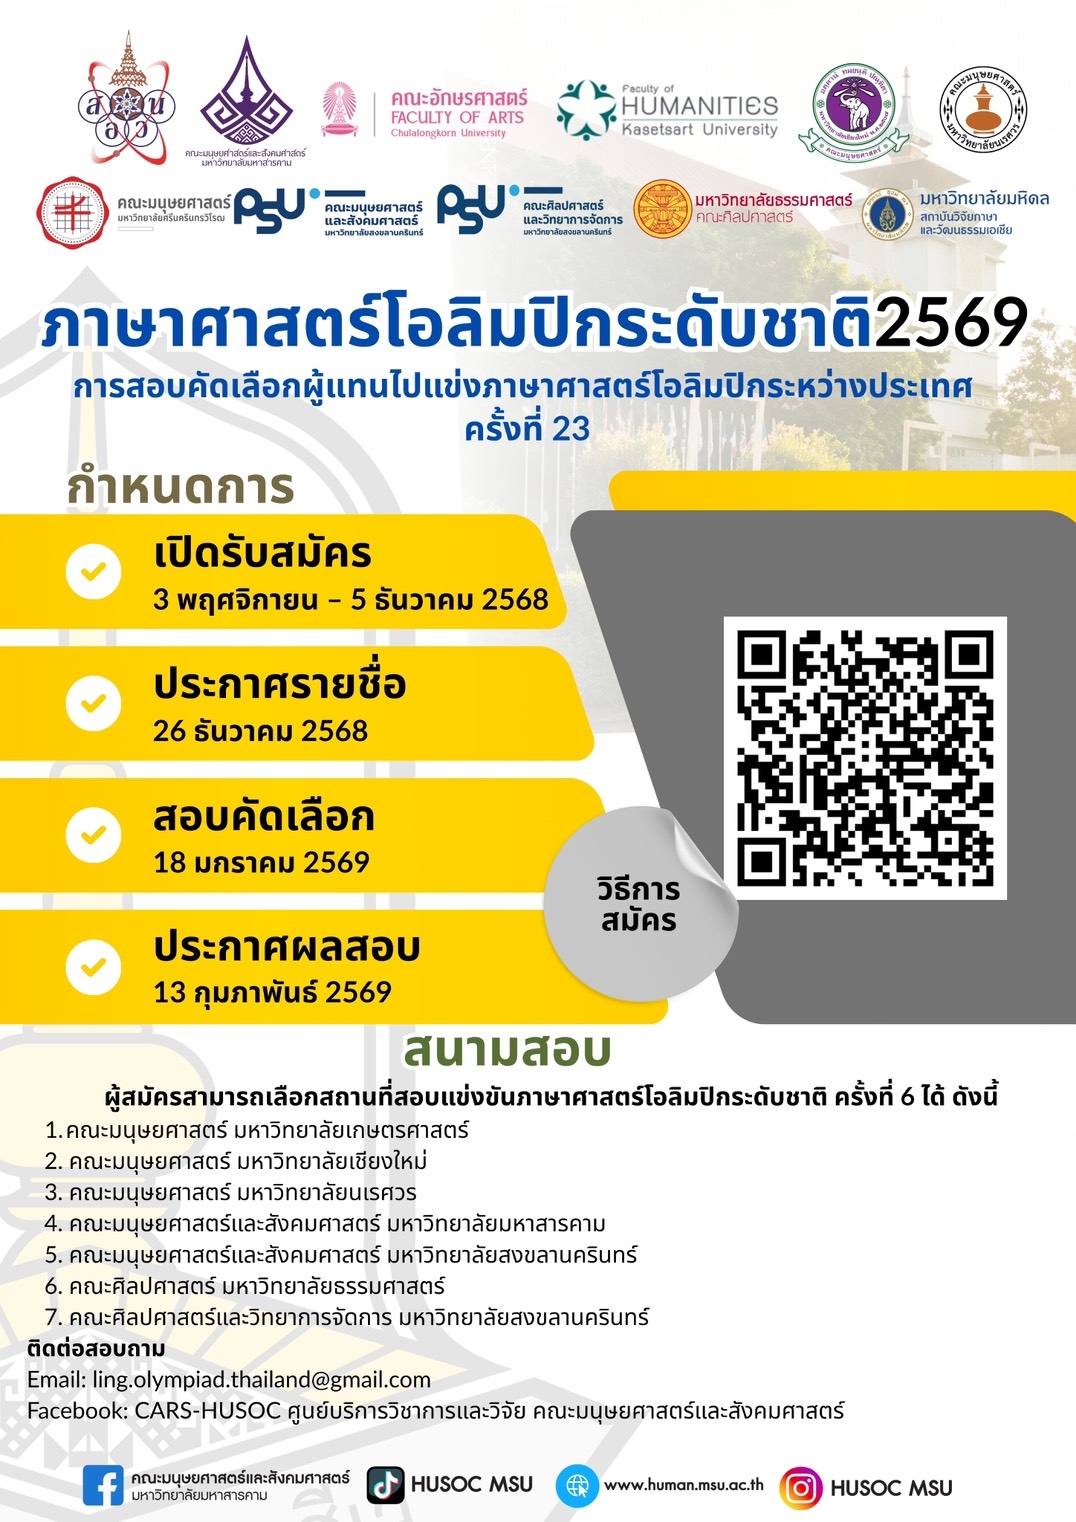 สอวน
คณะมนุษยศาสตร์และสังคมศาสตร์
มหาวิทยาลัยมหาสารคาม
คณะอักษรศาสตร์
FACULTY OF ARTS
Chulalongkorn University
Faculty of
HUMANITIES
Kasetsart University
คณะมนุษยศาสตร์
คณะมนุษยศาสตร์
มหาวิทยาลัยนเรศวร
คณะมนุษยศาสตร์
มหาวิทยาลัยศรีนครินทรวิโรฒ
PSU
คณะมนุษยศาสตร์
และสังคมศาสตร์
มหาวิทยาลัยสงขลานครินทร์
PSU
คณะศิลปศาสตร์
และวิทยาการจัดการ
มหาวิทยาลัยสงขลานครินทร์
มหาวิทยาลัยธรรมศาสตร์
คณะศิลปศาสตร์
มหาวิทยาลัยมหิดล
สถาบันวิจัยภาษา
และวัฒนธรรมเอเชีย
ภาษาศาสตร์โอลิมปิกระดับชาติ2569
การสอบคัดเลือกผู้แทนไปแข่งภาษาศาสตร์โอลิมปิกระหว่างประเทศ
ครั้งที่ 23
กำหนดการ
เปิดรับสมัคร
3 พฤศจิกายน – 5 ธันวาคม 2568
ประกาศรายชื่อ
26 ธันวาคม 2568
สอบคัดเลือก
18 มกราคม 2569
วิธีการ
สมัคร
ประกาศผลสอบ
13 กุมภาพันธ์ 2569
สนามสอบ
ผู้สมัครสามารถเลือกสถานที่สอบแข่งขันภาษาศาสตร์โอลิมปิกระดับชาติ ครั้งที่ 6 ได้ ดังนี้
1. คณะมนุษยศาสตร์ มหาวิทยาลัยเกษตรศาสตร์
2. คณะมนุษยศาสตร์ มหาวิทยาลัยเชียงใหม่
3. คณะมนุษยศาสตร์ มหาวิทยาลัยนเรศวร
4. คณะมนุษยศาสตร์และสังคมศาสตร์ มหาวิทยาลัยมหาสารคาม
5. คณะมนุษยศาสตร์และสังคมศาสตร์ มหาวิทยาลัยสงขลานครินทร์
6. คณะศิลปศาสตร์ มหาวิทยาลัยธรรมศาสตร์
7. คณะศิลปศาสตร์และวิทยาการจัดการ มหาวิทยาลัยสงขลานครินทร์
ติดต่อสอบถาม
Email: ling.olympiad.thailand@gmail.com
Facebook: CARS-HUSOC ศูนย์บริการวิชาการและวิจัย คณะมนุษยศาสตร์และสังคมศาสตร์
คณะมนุษยศาสตร์และสังคมศาสตร์
มหาวิทยาลัยมหาสารคาม
HUSOC MSU
www.human.msu.ac.th
HUSOC MSU